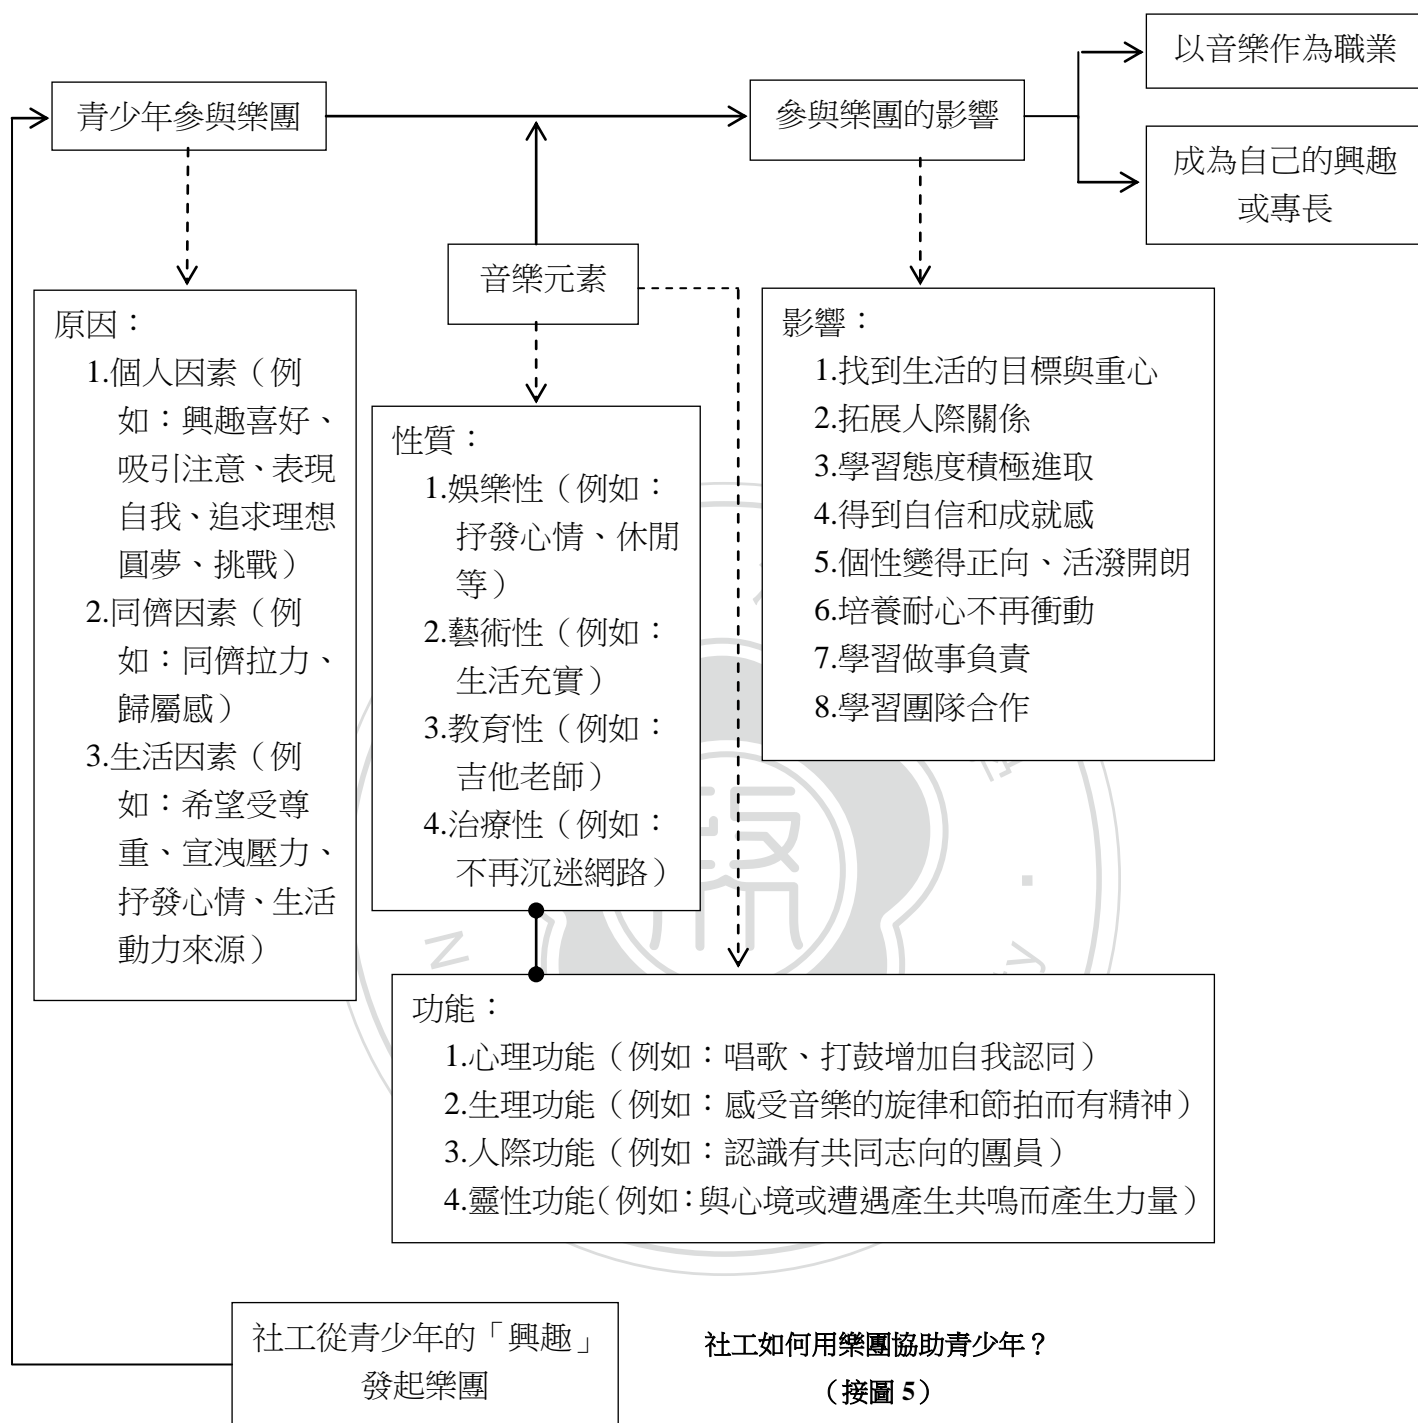 以音樂作為職業
青少年參與樂團
參與樂團的影響
成為自己的興趣
或專長
音樂元素
原因：
1.個人因素（例
如：興趣喜好、
吸引注意、表現
自我、追求理想
圓夢、挑戰）
2.同儕因素（例
如：同儕拉力、
歸屬感）
3.生活因素（例
如：希望受尊
重、宣洩壓力、
抒發心情、生活
動力來源）
性質：
1.娛樂性（例如：
抒發心情、休閒
等）
2.藝術性（例如：
生活充實）
3.教育性（例如：
吉他老師）
4.治療性（例如：
不再沉迷網路）
影響：
1.找到生活的目標與重心
2.拓展人際關係
3.學習態度積極進取
4.得到自信和成就感
5.個性變得正向、活潑開朗
6.培養耐心不再衝動
7.學習做事負責
8.學習團隊合作
功能：
1.心理功能（例如：唱歌、打鼓增加自我認同）
2.生理功能（例如：感受音樂的旋律和節拍而有精神）
3.人際功能（例如：認識有共同志向的團員）
4.靈性功能（例如：與心境或遭遇產生共鳴而產生力量）
社工從青少年的「興趣」
發起樂團
社工如何用樂團協助青少年？
（接圖 5）